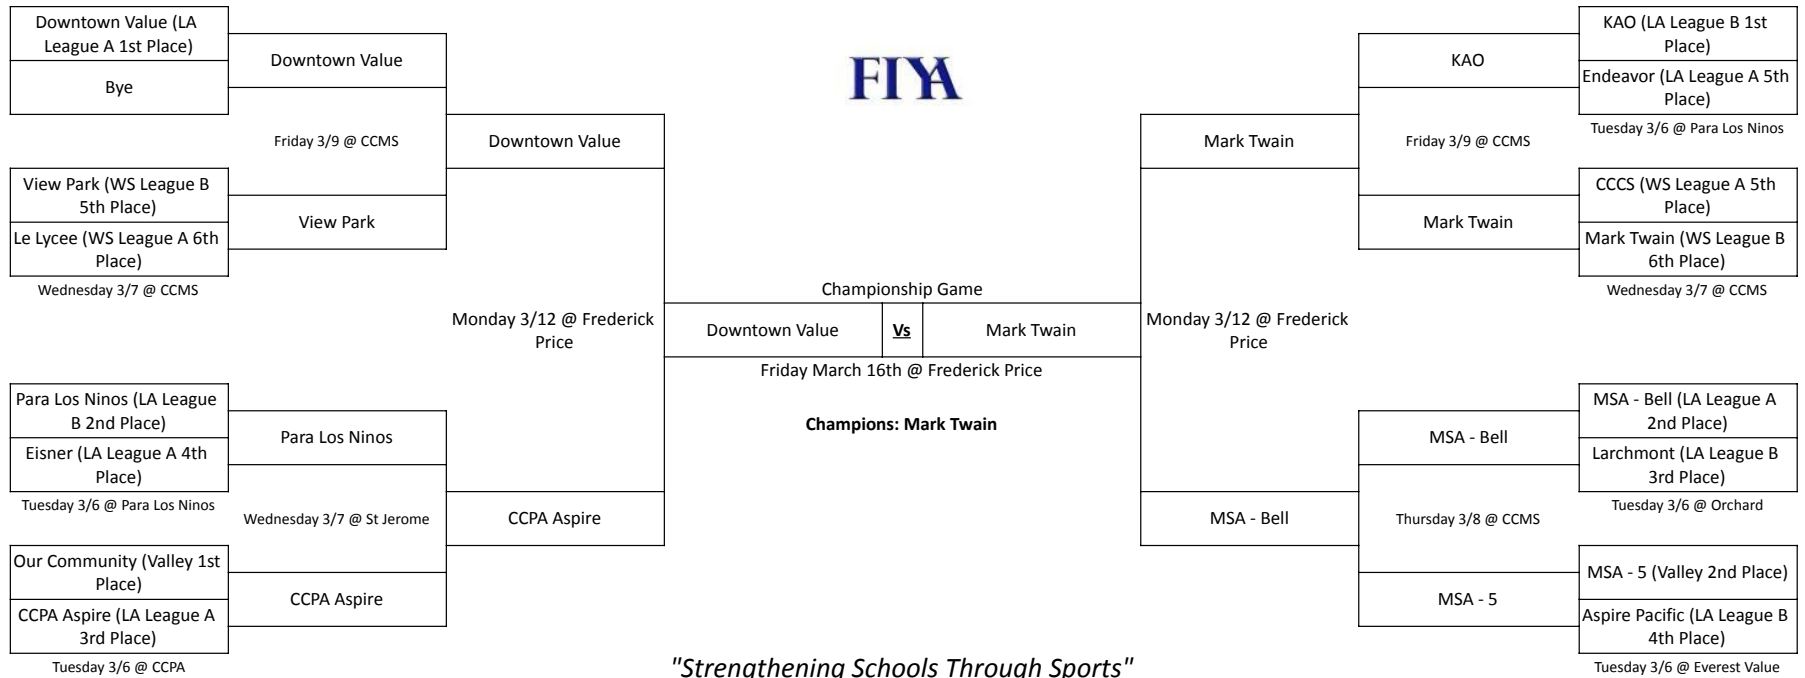 Downtown Value (LA
League A 1st Place)
Bye
View Park (WS League B
5th Place)
Le Lycee (WS League A 6th
Place)
Wednesday 3/7 @ CCMS
Para Los Ninos (LA League
B 2nd Place)
Eisner (LA League A 4th
Place)
Tuesday 3/6 @ Para Los Ninos
Our Community (Valley 1st
Place)
CCPA Aspire (LA League A
3rd Place)
Tuesday 3/6 @ CCPA
Downtown Value
Friday 3/9 @ CCMS
View Park
Para Los Ninos
Wednesday 3/7 @ St Jerome
CCPA Aspire
Downtown Value
Monday 3/12 @ Frederick
Price
CCPA Aspire
FIYA
Championship Game
Downtown Value
Vs
Mark Twain
Friday March 16th @ Frederick Price
Champions: Mark Twain
"Strengthening Schools Through Sports"
Mark Twain
Monday 3/12 @ Frederick
Price
MSA - Bell
KAO
Friday 3/9 @ CCMS
Mark Twain
MSA - Bell
Thursday 3/8 @ CCMS
MSA - 5
KAO (LA League B 1st
Place)
Endeavor (LA League A 5th
Place)
Tuesday 3/6 @ Para Los Ninos
CCCS (WS League A 5th
Place)
Mark Twain (WS League B
6th Place)
Wednesday 3/7 @ CCMS
MSA - Bell (LA League A
2nd Place)
Larchmont (LA League B
3rd Place)
Tuesday 3/6 @ Orchard
MSA - 5 (Valley 2nd Place)
Aspire Pacific (LA League B
4th Place)
Tuesday 3/6 @ Everest Value